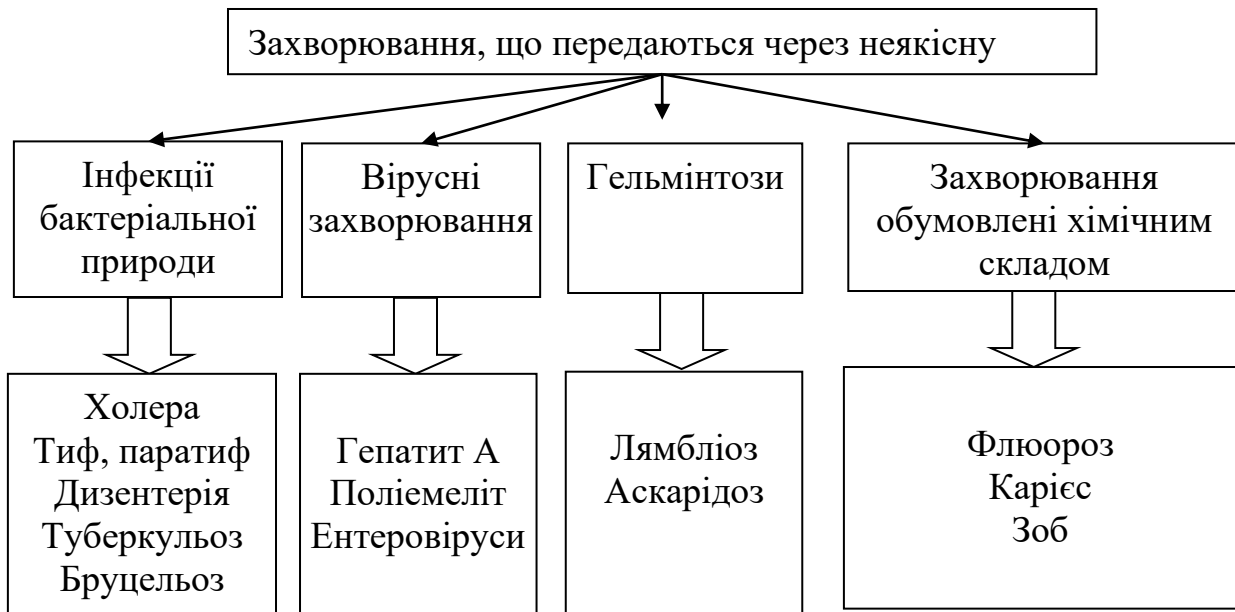 Захворювання, що передаються через неякісну
Інфекції
бактеріальної
природи
Вірусні
захворювання
Гельмінтози
Захворювання
обумовлені хімічним
складом
Холера
Тиф, паратиф
Дизентерія
Туберкульоз
Бруцельоз
Гепатит А
Поліемеліт
Ентеровіруси
Лямбліоз
Аскарідоз
Флюороз
Карієс
Зоб